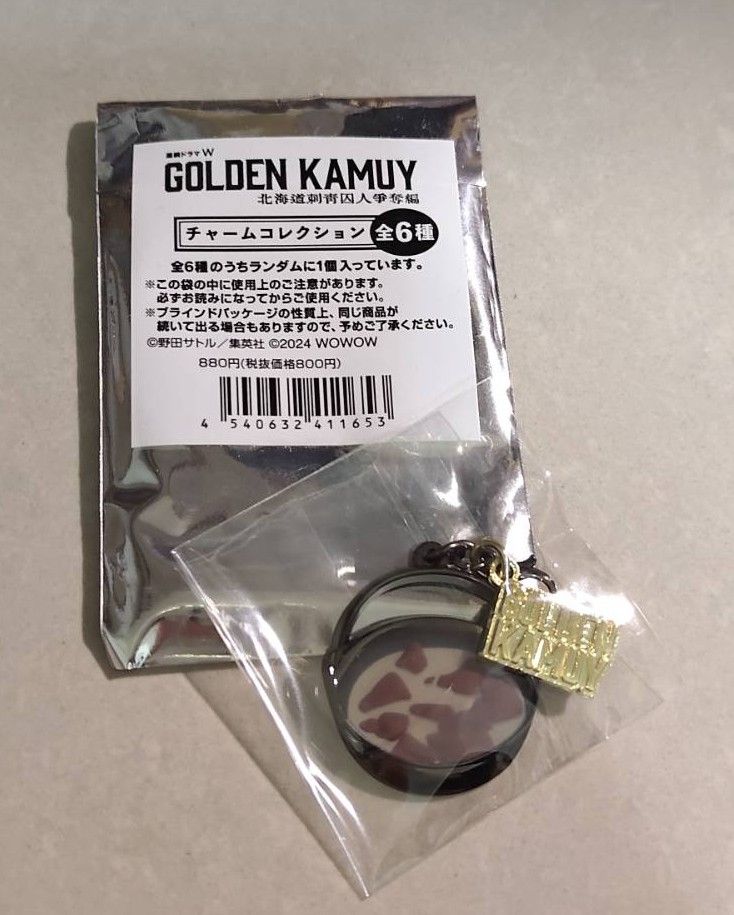 連続ドラマW
GOLDEN KAMUY
北海道刺青囚人争奪編
チャームコレクション 全6種
全6種のうちランダムに1個入っています。
※この袋の中に使用上のご注意があります。
必ずお読みになってからご使用ください。
※ブラインドパッケージの性質上、同じ商品が
続いて出る場合もありますので、予めご了承ください。
©野田サトル/集英社 ©2024 WOWOW
880円(税抜価格800円)
4 540632 411653
GOLDEN
KAMUY